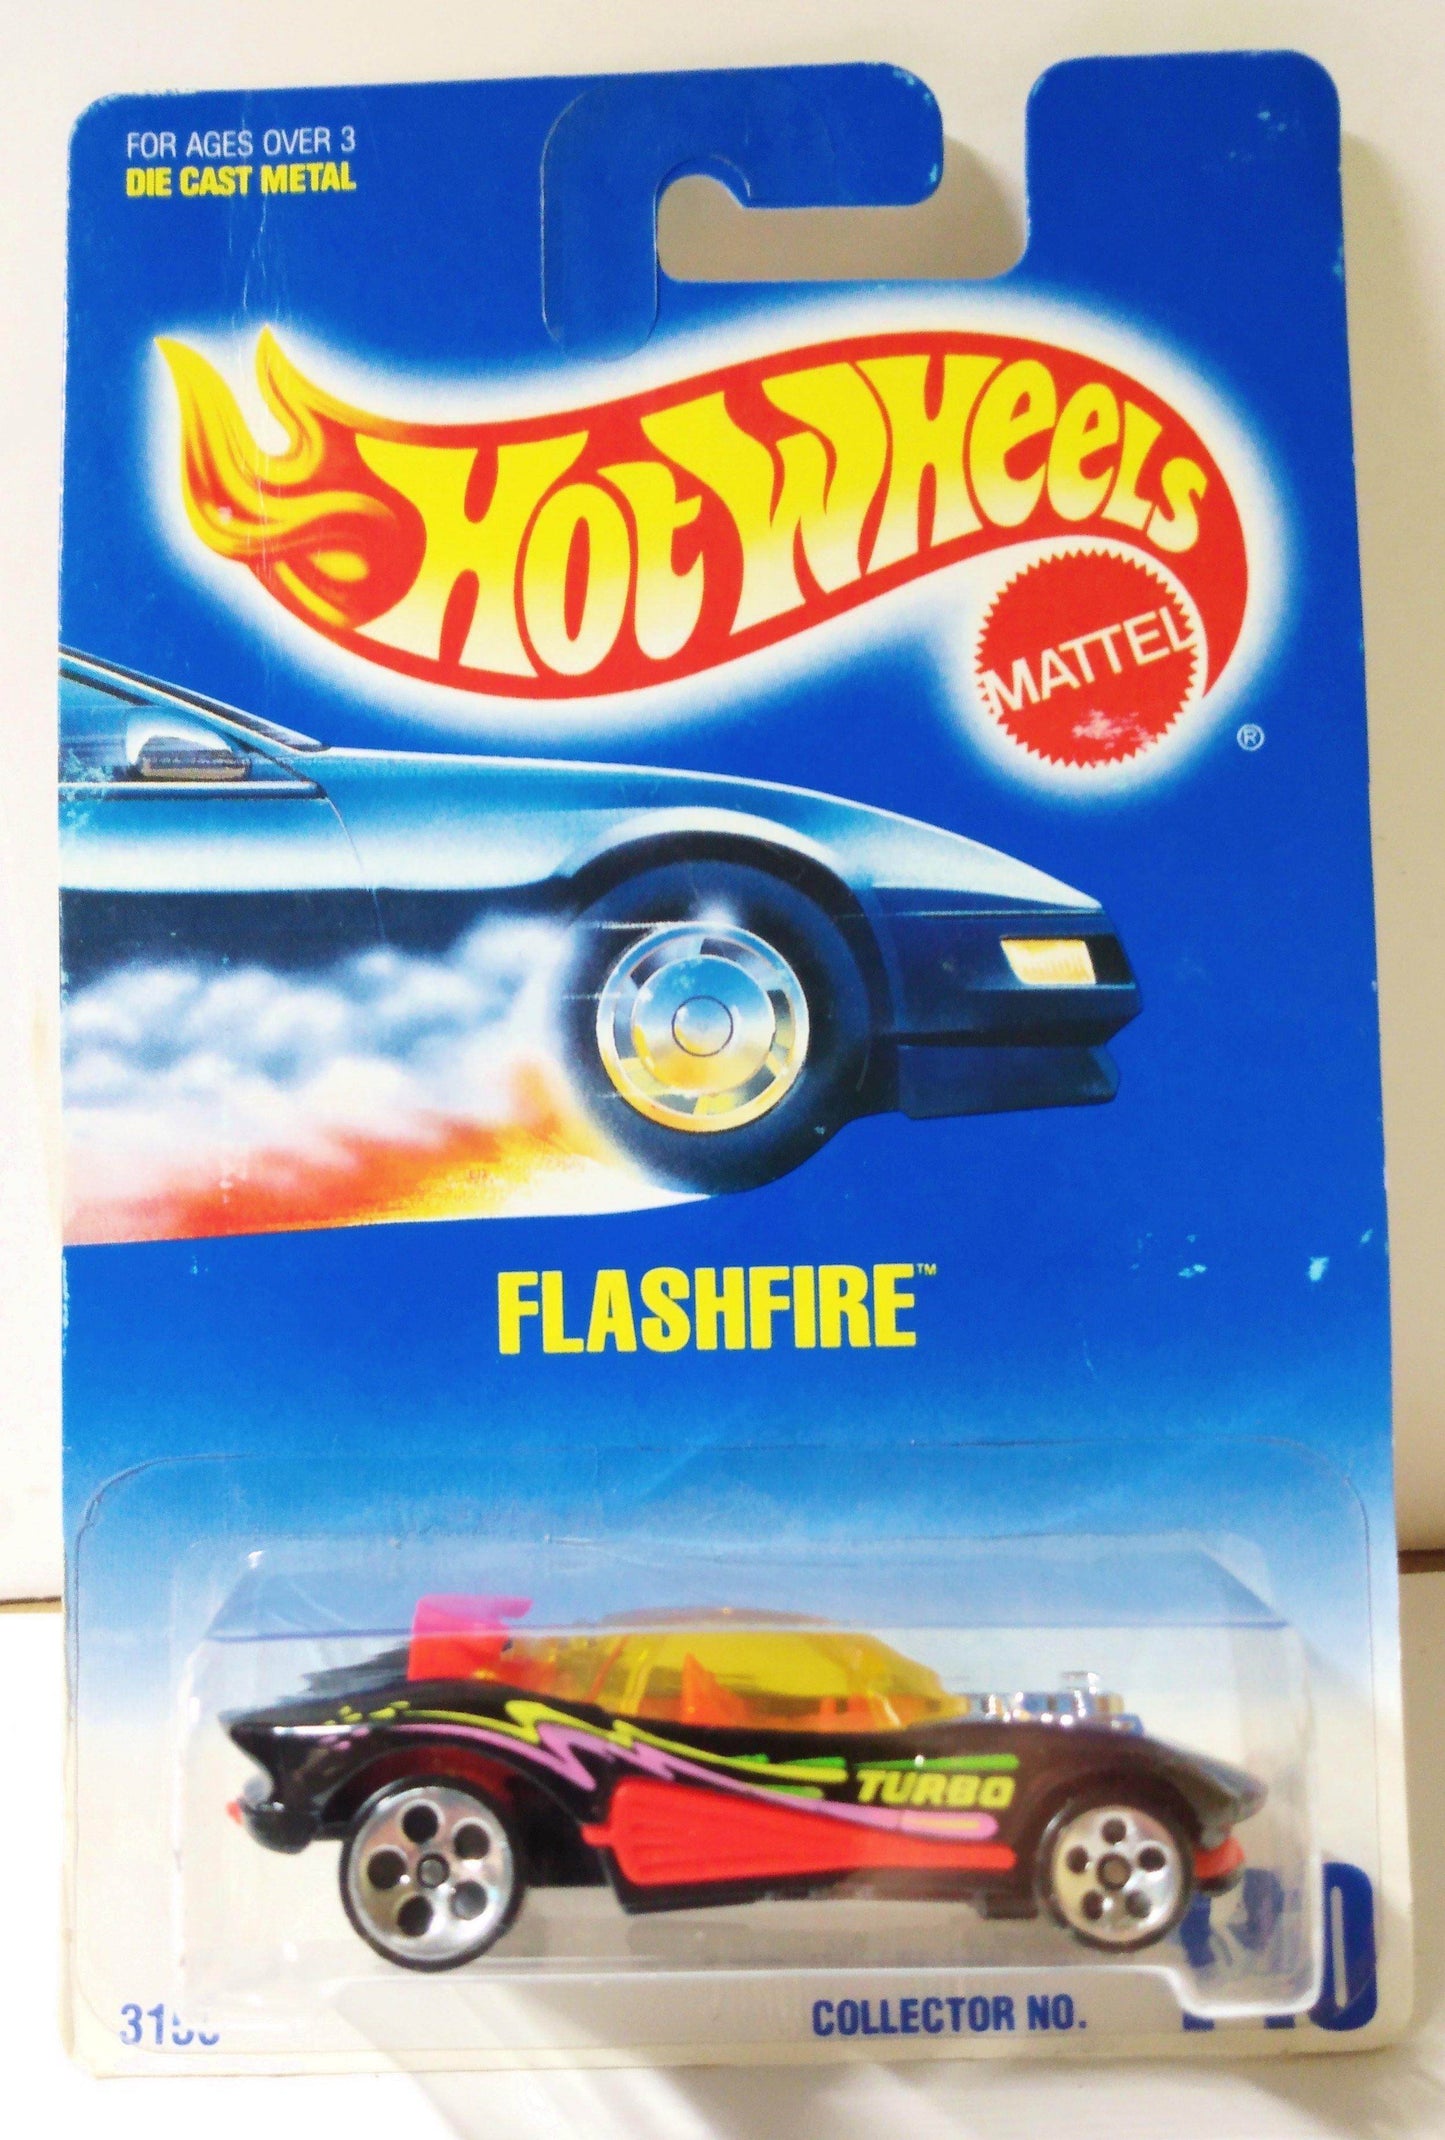 FOR AGES OVER 3
DIE CAST METAL
HOT WHEELS
MATTEL
®
FLASHFIRE™
TURBO
COLLECTOR NO.